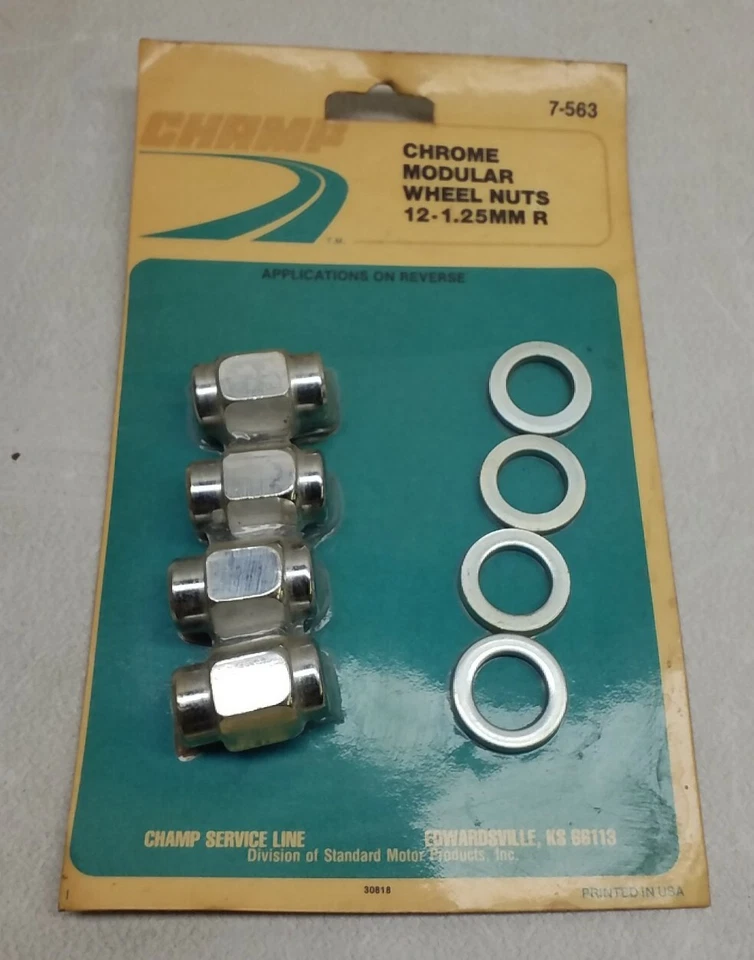 7-563
CHAMP
CHROME
MODULAR
WHEEL NUTS
12-1.25MM R
T.M.
APPLICATIONS ON REVERSE
CHAMP SERVICE LINE
EDWARDSVILLE, KS 66113
Division of Standard Motor Products, Inc.
30818
PRINTED IN USA